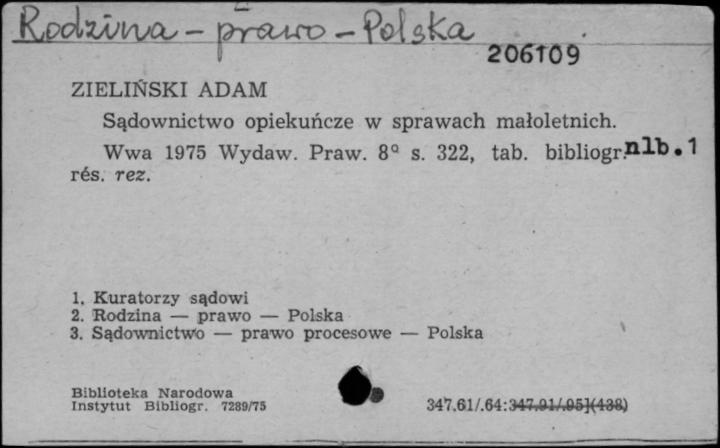 Rodzina - prawo - Polska
206109
ZIELIŃSKI ADAM
Sądownictwo opiekuńcze w sprawach małoletnich.
Wwa 1975 Wydaw. Praw. 8° s. 322, tab. bibliogr. nlb. 1
rés. rez.
1. Kuratorzy sądowi
2. Rodzina — prawo — Polska
3. Sądownictwo — prawo procesowe — Polska
Biblioteka Narodowa
Instytut Bibliogr. 7289/75
347.61/.64:347.91/.95](438)